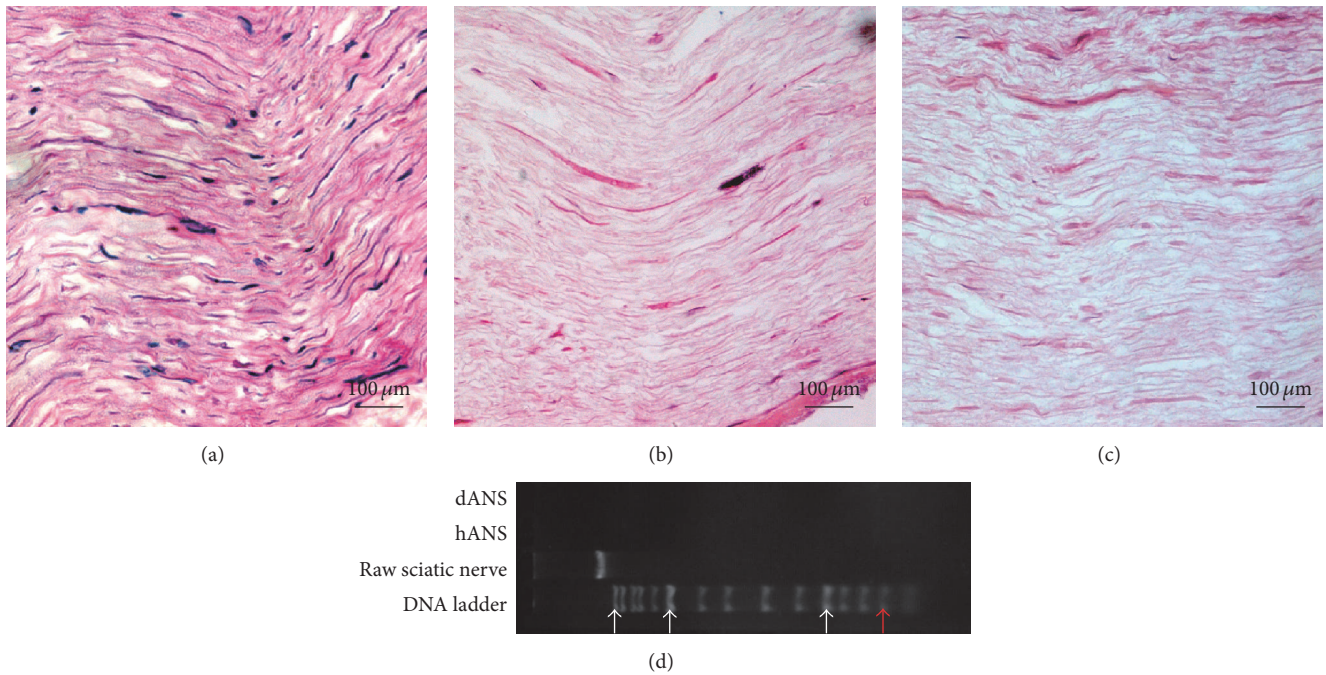 100 μm
100 μm
100 μm
(a)
(b)
(c)
dANS
hANS
Raw sciatic nerve
DNA ladder
(d)